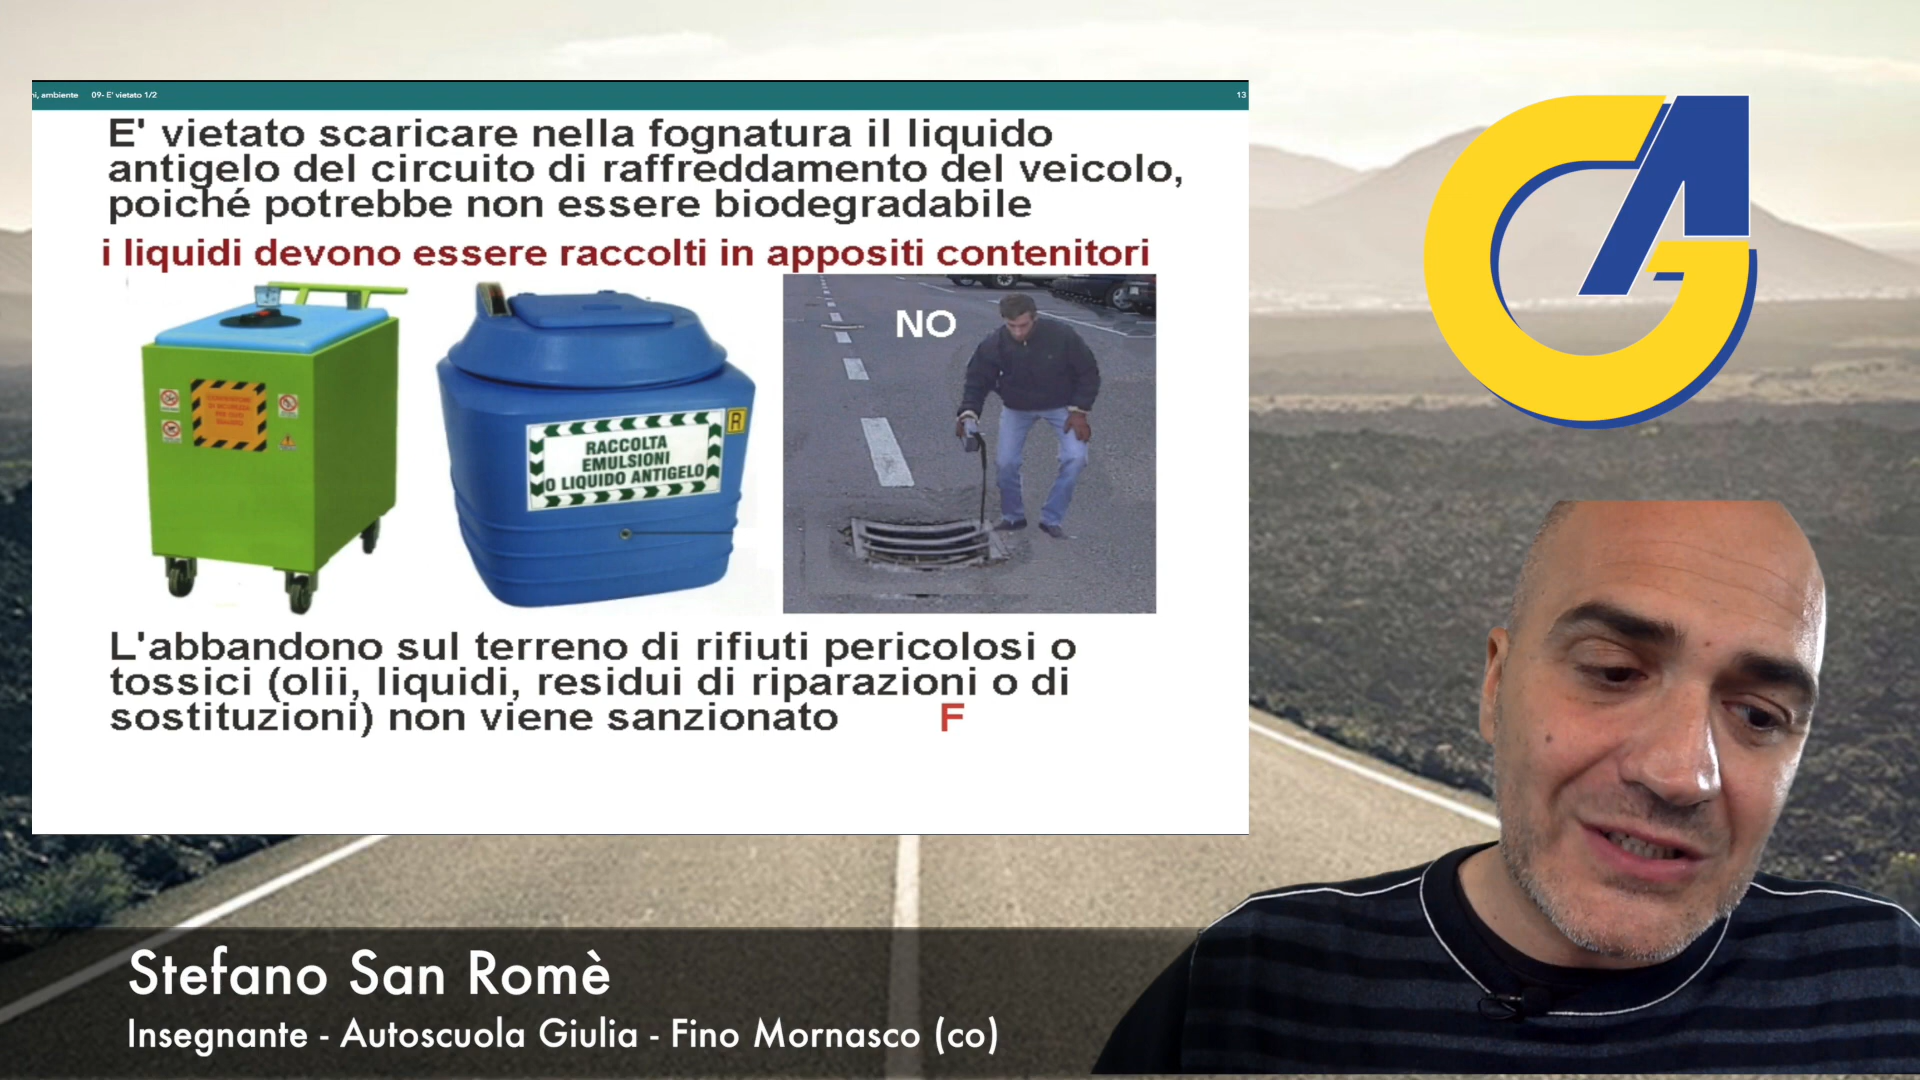 ni, ambiente 09- E' vietato 1/2 13
E' vietato scaricare nella fognatura il liquido
antigelo del circuito di raffreddamento del veicolo,
poiché potrebbe non essere biodegradabile
i liquidi devono essere raccolti in appositi contenitori
NO
RACCOLTA
EMULSIONI
O LIQUIDO ANTIGELO
R
L'abbandono sul terreno di rifiuti pericolosi o
tossici (olii, liquidi, residui di riparazioni o di
sostituzioni) non viene sanzionato F
Stefano San Romè
Insegnante - Autoscuola Giulia - Fino Mornasco (co)